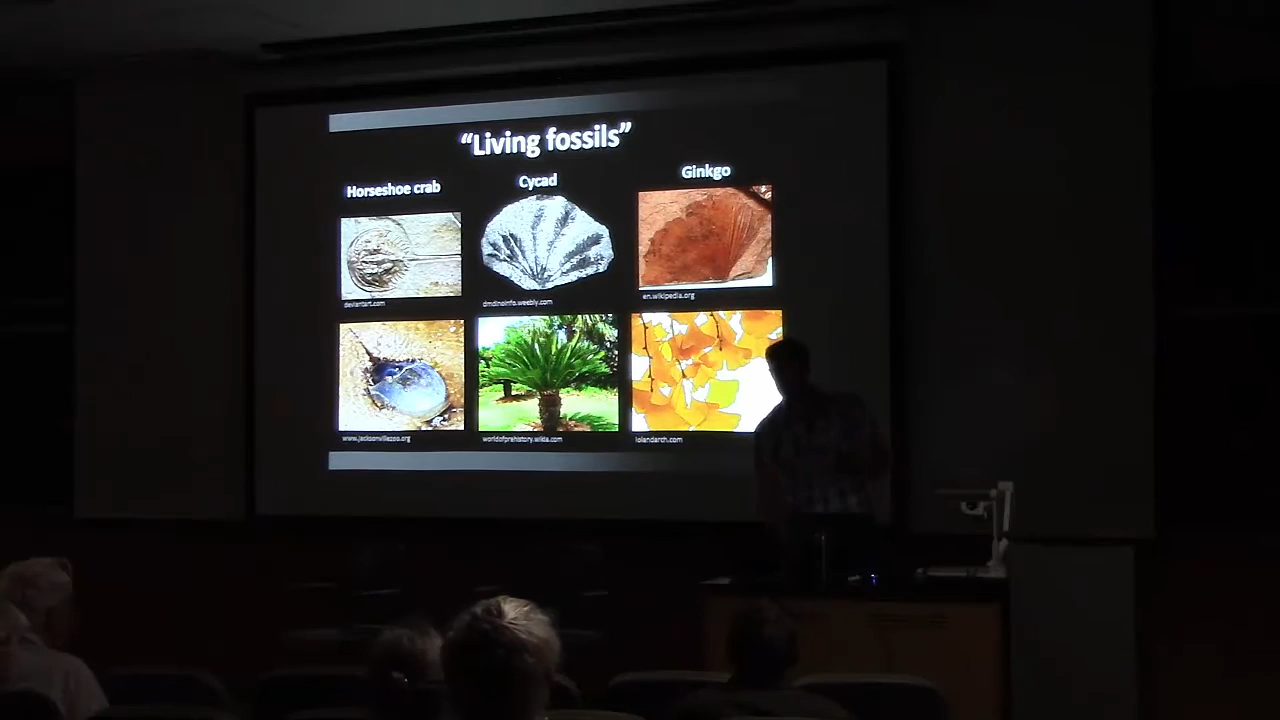 “Living fossils”
Horseshoe crab
Cycad
Ginkgo
deviantart.com
dmdinoinfo.weebly.com
en.wikipedia.org
www.jacksonvillezoo.org
worldofprehistory.wikia.com
lolandarch.com